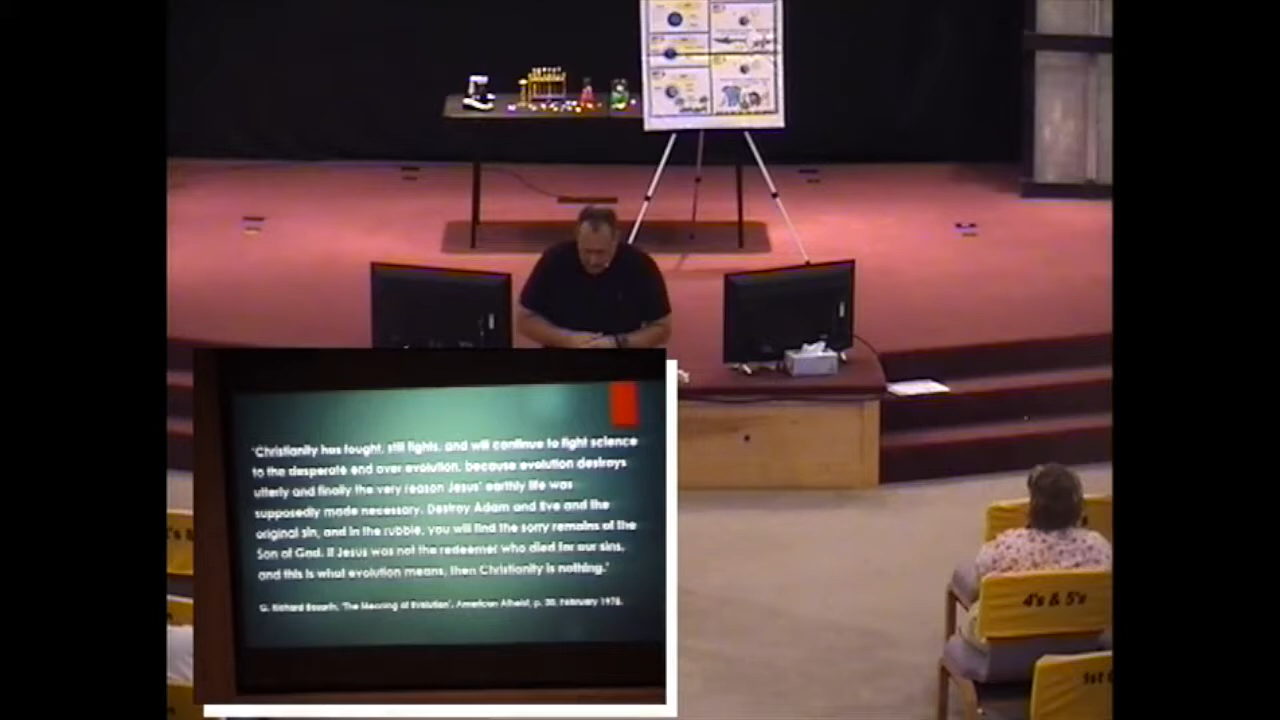 'Christianity has fought, still fights, and will continue to fight science
to the desperate end over evolution, because evolution destroys
utterly and finally the very reason Jesus' earthly life was
supposedly made necessary. Destroy Adam and Eve and the
original sin, and in the rubble, you will find the sorry remains of the
Son of God. If Jesus was not the redeemer who died for our sins,
and this is what evolution means, then Christianity is nothing.'
G. Richard Bozarth, 'The Meaning of Evolution', American Atheist, p. 30. February 1978.
4's & 5's
1st